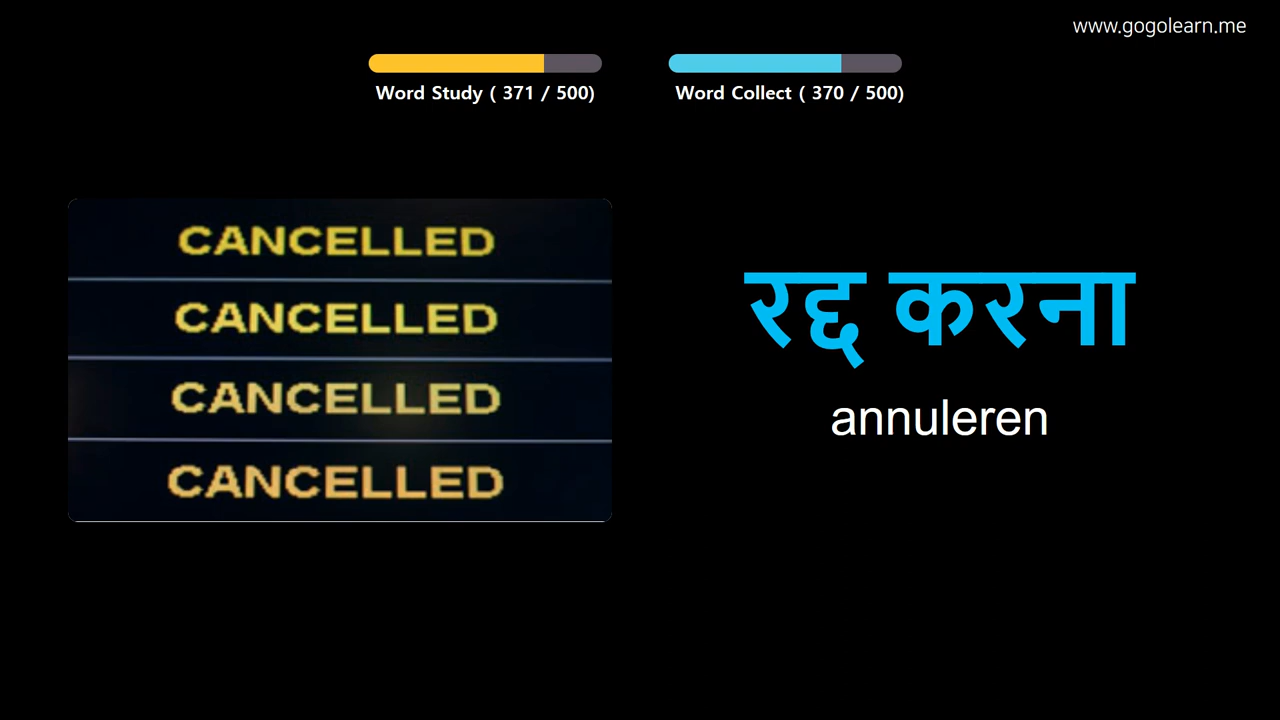 www.gogolearn.me
Word Study ( 371 / 500)
Word Collect ( 370 / 500)
CANCELLED
CANCELLED
CANCELLED
CANCELLED
रद्द करना
annuleren